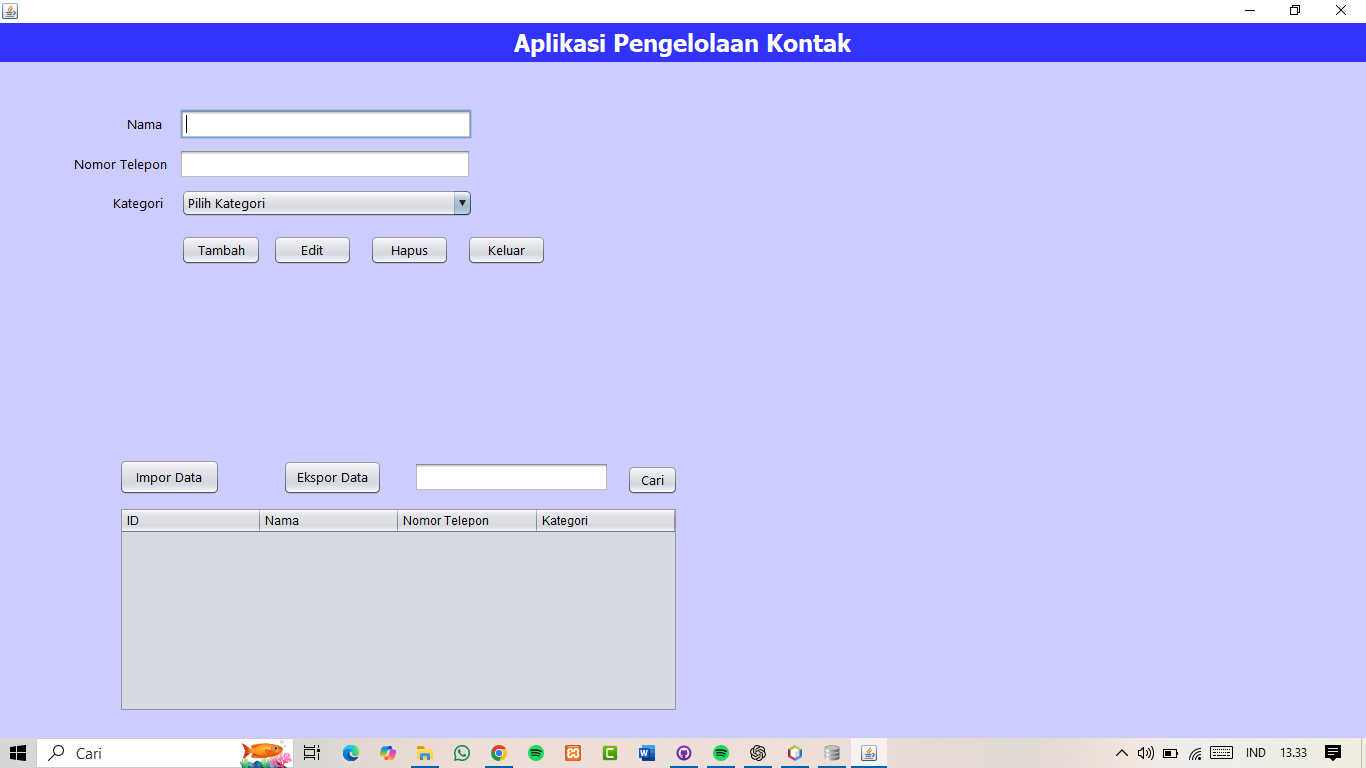 Aplikasi Pengelolaan Kontak
Nama
Nomor Telepon
Kategori Pilih Kategori
Tambah Edit Hapus Keluar
Impor Data Ekspor Data Cari
ID Nama Nomor Telepon Kategori
Cari IND 13.33